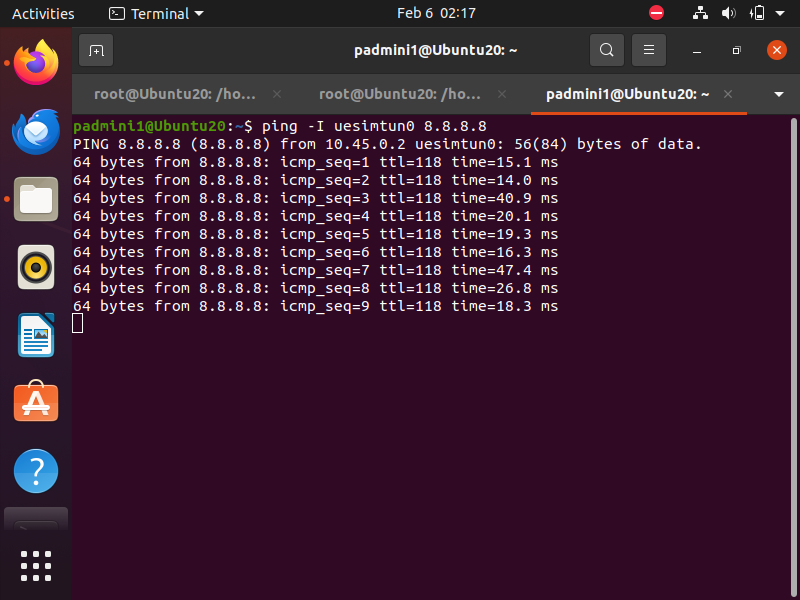 Activities
Terminal
Feb 6 02:17
padmini1@Ubuntu20: ~
root@Ubuntu20: /ho...
root@Ubuntu20: /ho...
padmini1@Ubuntu20: ~
padmini1@Ubuntu20:~$ ping -I uesimtun0 8.8.8.8
PING 8.8.8.8 (8.8.8.8) from 10.45.0.2 uesimtun0: 56(84) bytes of data.
64 bytes from 8.8.8.8: icmp_seq=1 ttl=118 time=15.1 ms
64 bytes from 8.8.8.8: icmp_seq=2 ttl=118 time=14.0 ms
64 bytes from 8.8.8.8: icmp_seq=3 ttl=118 time=40.9 ms
64 bytes from 8.8.8.8: icmp_seq=4 ttl=118 time=20.1 ms
64 bytes from 8.8.8.8: icmp_seq=5 ttl=118 time=19.3 ms
64 bytes from 8.8.8.8: icmp_seq=6 ttl=118 time=16.3 ms
64 bytes from 8.8.8.8: icmp_seq=7 ttl=118 time=47.4 ms
64 bytes from 8.8.8.8: icmp_seq=8 ttl=118 time=26.8 ms
64 bytes from 8.8.8.8: icmp_seq=9 ttl=118 time=18.3 ms